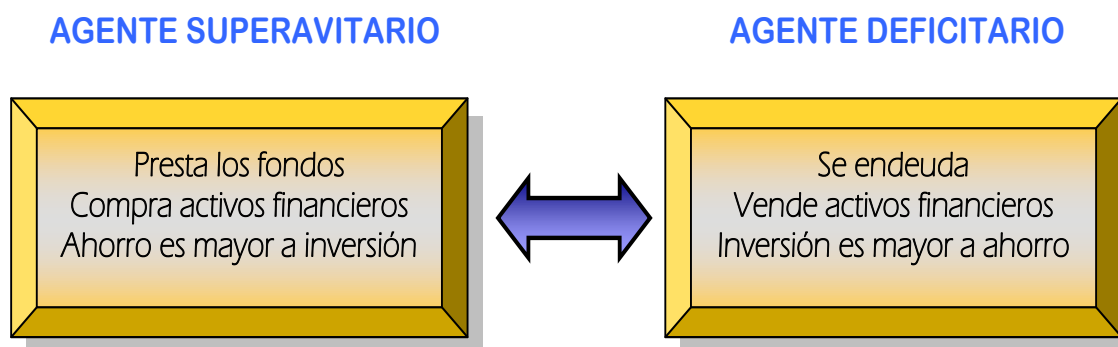 AGENTE SUPERAVITARIO
Presta los fondos
Compra activos financieros
Ahorro es mayor a inversión
AGENTE DEFICITARIO
Se endeuda
Vende activos financieros
Inversión es mayor a ahorro